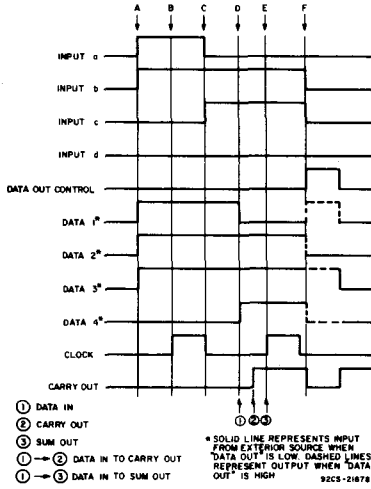 A B C D E F
INPUT a
INPUT b
INPUT c
INPUT d
DATA OUT CONTROL
DATA 1*
DATA 2*
DATA 3*
DATA 4*
CLOCK
CARRY OUT
① ② ③
① DATA IN
② CARRY OUT
③ SUM OUT
① → ② DATA IN TO CARRY OUT
① → ③ DATA IN TO SUM OUT
* SOLID LINE REPRESENTS INPUT
FROM EXTERIOR SOURCE WHEN
"DATA OUT" IS LOW. DASHED LINES
REPRESENT OUTPUT WHEN "DATA
OUT" IS HIGH
92CS-21878